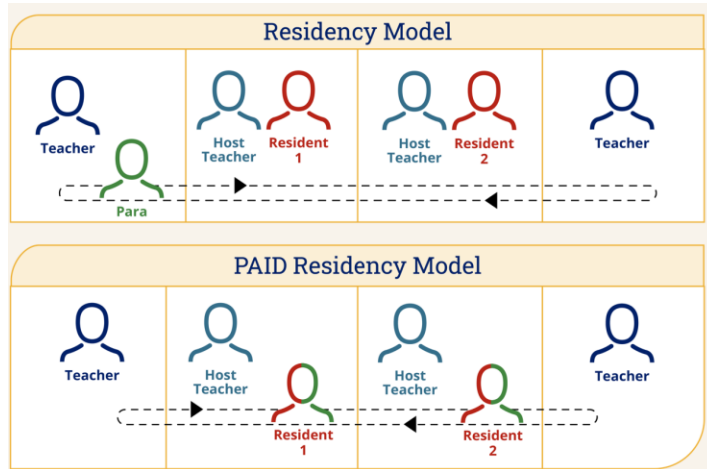 Residency Model
Teacher
Para
Host
Teacher
Resident
1
Host
Teacher
Resident
2
Teacher
PAID Residency Model
Teacher
Host
Teacher
Resident
1
Host
Teacher
Resident
2
Teacher